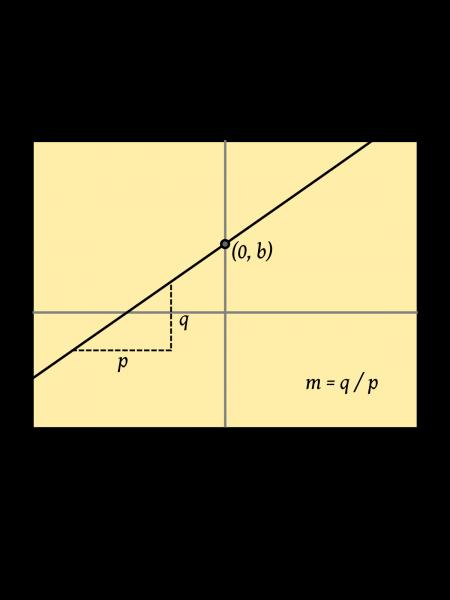 (0, b)
q
p
m = q / p